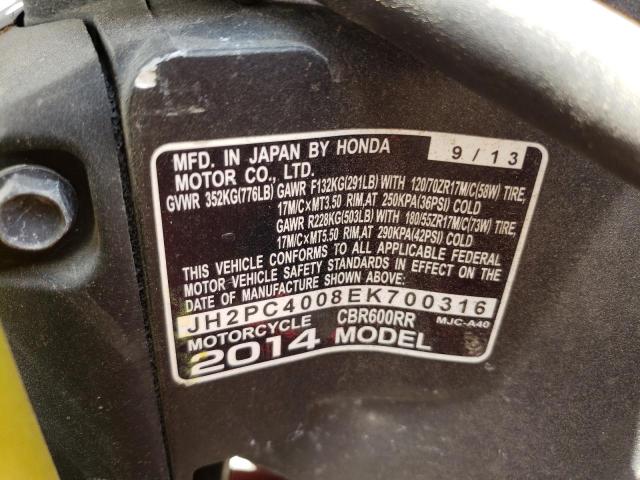 MFD. IN JAPAN BY HONDA 9/13
MOTOR CO., LTD.
GVWR 352KG(776LB) GAWR F132KG(291LB) WITH 120/70ZR17M/C(58W) TIRE,
17M/C×MT3.50 RIM,AT 250KPA(36PSI) COLD
GAWR R228KG(503LB) WITH 180/55ZR17M/C(73W) TIRE,
17M/C×MT5.50 RIM,AT 290KPA(42PSI) COLD
THIS VEHICLE CONFORMS TO ALL APPLICABLE FEDERAL
MOTOR VEHICLE SAFETY STANDARDS IN EFFECT ON THE
DATE OF MANUFACTURE SHOWN ABOVE:
JH2PC4008EK700316
MOTORCYCLE CBR600RR MJC-A40
2014 MODEL